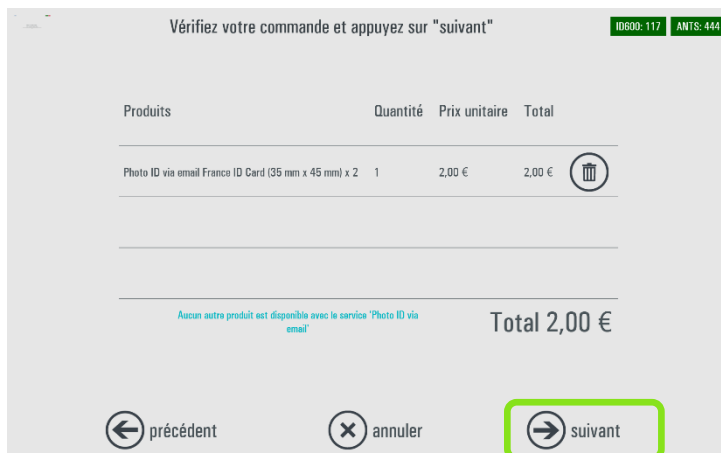 Vérifiez votre commande et appuyez sur "suivant"
ID600: 117 ANTS: 444
Produits Quantité Prix unitaire Total
Photo ID via email France ID Card (35 mm x 45 mm) x 2 1 2,00 € 2,00 €
Aucun autre produit est disponible avec le service 'Photo ID via
email'
Total 2,00 €
précédent annuler suivant